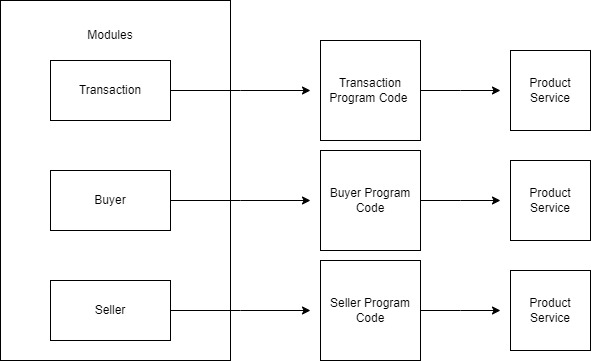 Modules
Transaction
Transaction
Program Code
Product
Service
Buyer
Buyer Program
Code
Product
Service
Seller
Seller Program
Code
Product
Service